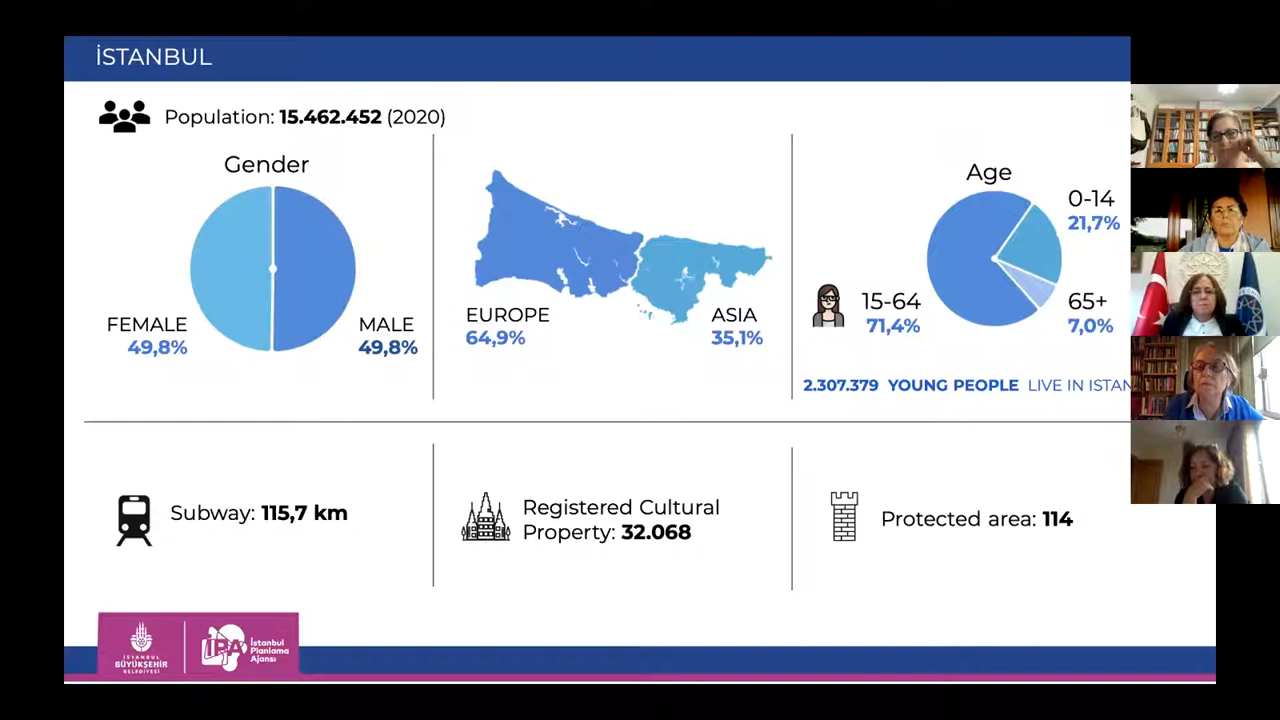 İSTANBUL
Population: 15.462.452 (2020)
Gender
FEMALE
49,8%
MALE
49,8%
EUROPE
64,9%
ASIA
35,1%
Age
0-14
21,7%
15-64
71,4%
65+
7,0%
2.307.379 YOUNG PEOPLE LIVE IN ISTAN
Subway: 115,7 km
Registered Cultural
Property: 32.068
Protected area: 114
İSTANBUL
BÜYÜKŞEHİR
BELEDİYESİ
İPA
İstanbul
Planlama
Ajansı